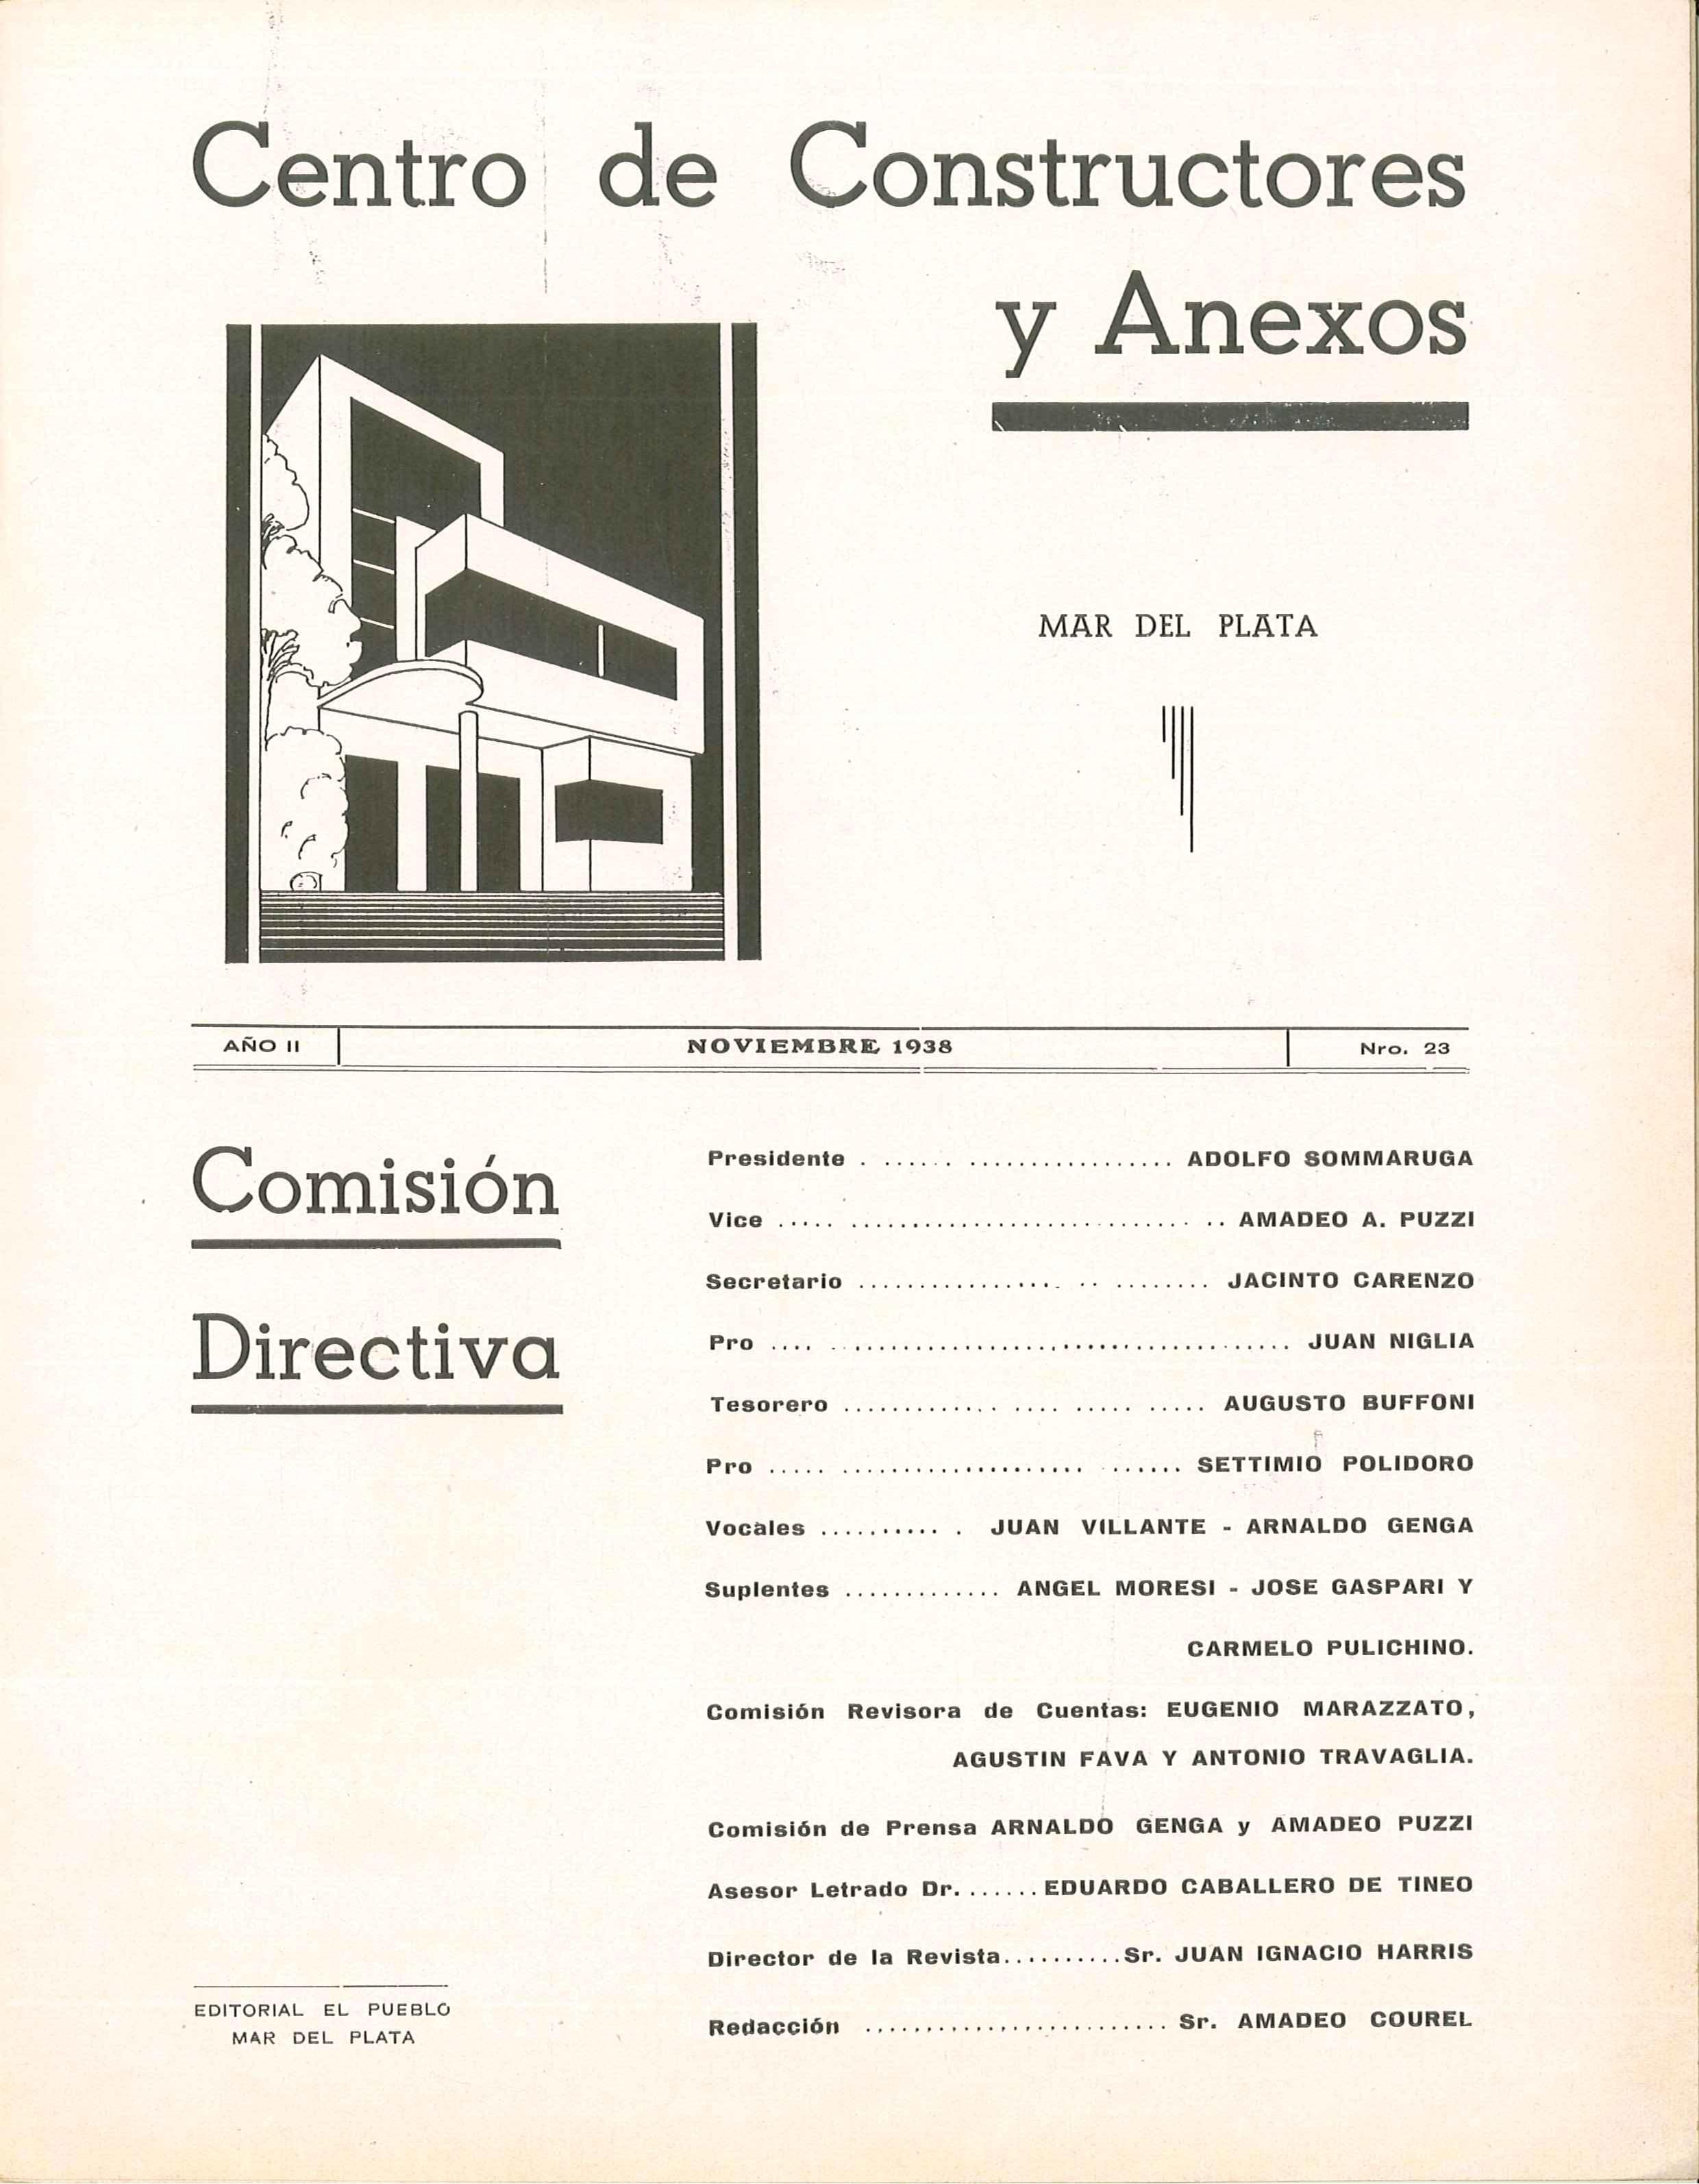 Centro de Constructores
y Anexos
MAR DEL PLATA
AÑO II NOVIEMBRE 1938 Nro. 23
Comisión
Directiva
Presidente . ...... ................. ADOLFO SOMMARUGA
Vice ..... ............................... .. AMADEO A. PUZZI
Secretario ................. .. ........ JACINTO CARENZO
Pro .... ....................................... JUAN NIGLIA
Tesorero ............. .... ..... ..... AUGUSTO BUFFONI
Pro ..... .................... ...... SETTIMIO POLIDORO
Vocales .......... . JUAN VILLANTE - ARNALDO GENGA
Suplentes ............. ANGEL MORESI - JOSE GASPARI Y
CARMELO PULICHINO.
Comisión Revisora de Cuentas: EUGENIO MARAZZATO,
AGUSTIN FAVA Y ANTONIO TRAVAGLIA.
Comisión de Prensa ARNALDO GENGA y AMADEO PUZZI
Asesor Letrado Dr. ...... EDUARDO CABALLERO DE TINEO
Director de la Revista.......... Sr. JUAN IGNACIO HARRIS
Redacción ......................... Sr. AMADEO COUREL
EDITORIAL EL PUEBLO
MAR DEL PLATA